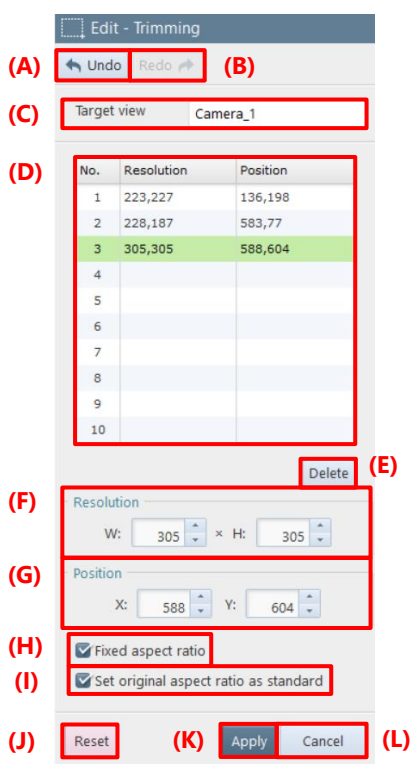 Edit - Trimming
(A) Undo Redo (B)
(C) Target view Camera_1
(D)
No. Resolution Position
1 223,227 136,198
2 228,187 583,77
3 305,305 588,604
4
5
6
7
8
9
10
Delete (E)
(F) Resolution
W: 305 × H: 305
(G) Position
X: 588 Y: 604
(H) Fixed aspect ratio
(I) Set original aspect ratio as standard
(J) Reset (K) Apply Cancel (L)